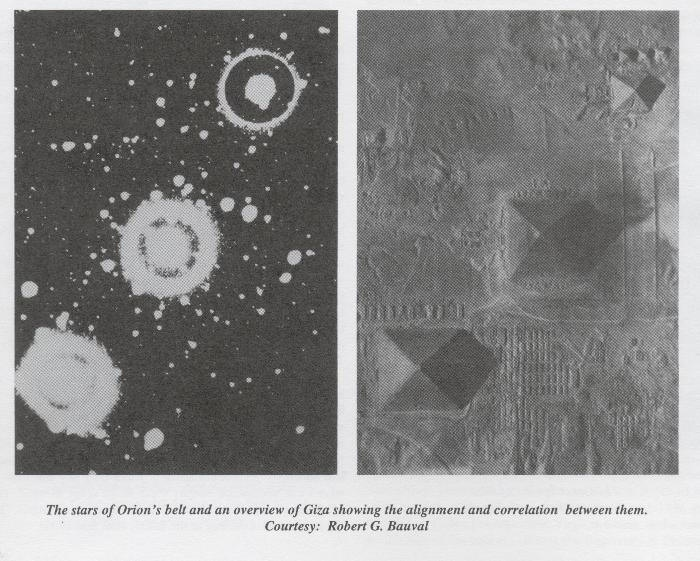 The stars of Orion's belt and an overview of Giza showing the alignment and correlation between them.
Courtesy: Robert G. Bauval